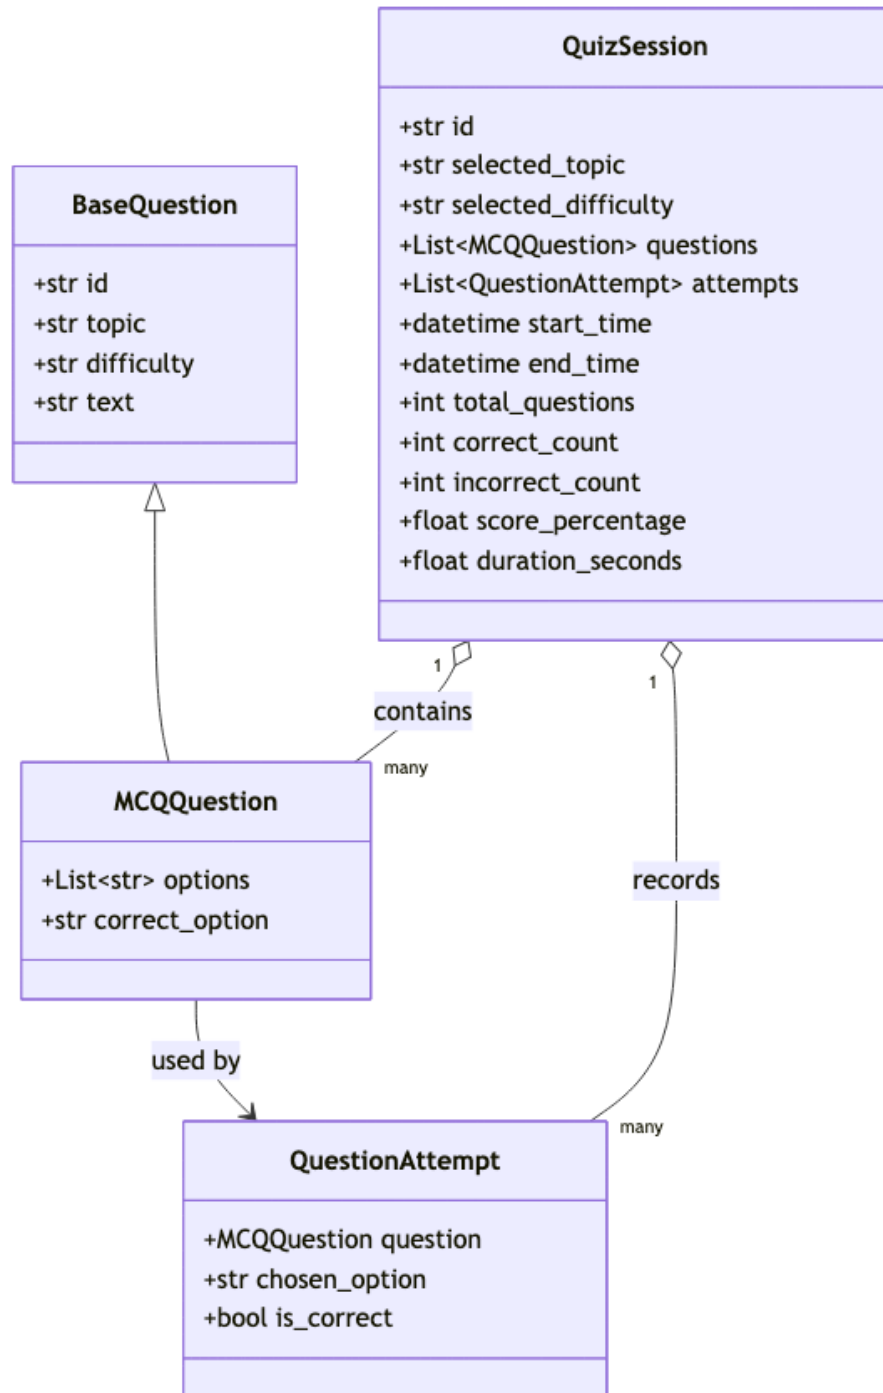 QuizSession
+str id
+str selected_topic
+str selected_difficulty
+List<MCQQuestion> questions
+List<QuestionAttempt> attempts
+datetime start_time
+datetime end_time
+int total_questions
+int correct_count
+int incorrect_count
+float score_percentage
+float duration_seconds
BaseQuestion
+str id
+str topic
+str difficulty
+str text
1
contains
many
1
records
many
MCQQuestion
+List<str> options
+str correct_option
used by
QuestionAttempt
+MCQQuestion question
+str chosen_option
+bool is_correct